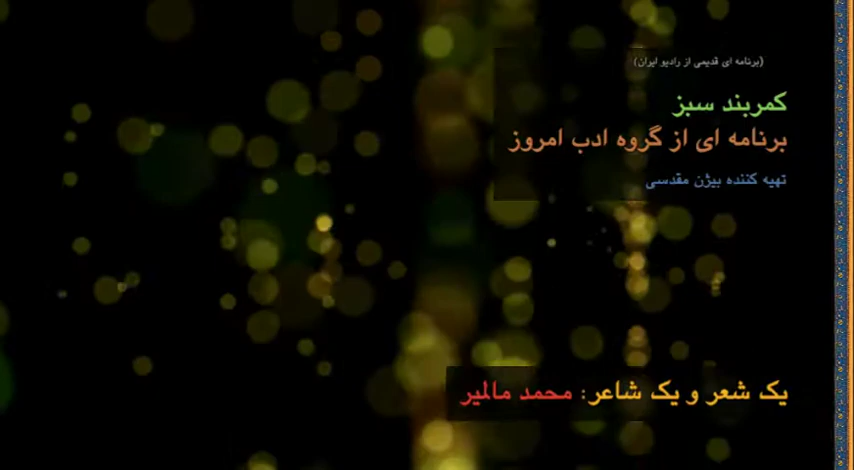 (برنامه ای قدیمی از رادیو ایران)
کمربند سبز
برنامه ای از گروه ادب امروز
تهیه کننده بیژن مقدسی
یک شعر و یک شاعر: محمد مالمیر